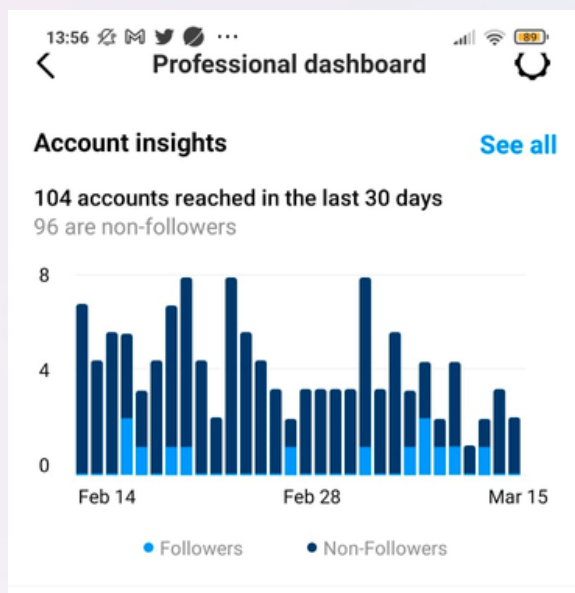 13:56 ...
89
Professional dashboard
Account insights
See all
104 accounts reached in the last 30 days
96 are non-followers
8
4
0
Feb 14 Feb 28 Mar 15
Followers Non-Followers